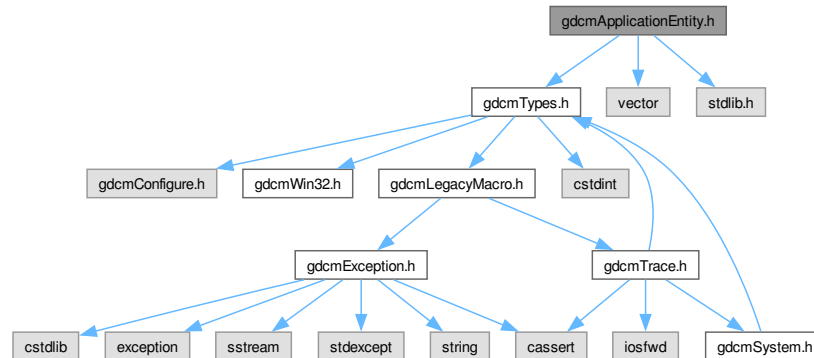 gdcmApplicationEntity.h
gdcmTypes.h
vector
stdlib.h
gdcmConfigure.h
gdcmWin32.h
gdcmLegacyMacro.h
cstdint
gdcmException.h
gdcmTrace.h
cstdlib
exception
sstream
stdexcept
string
cassert
iosfwd
gdcmSystem.h